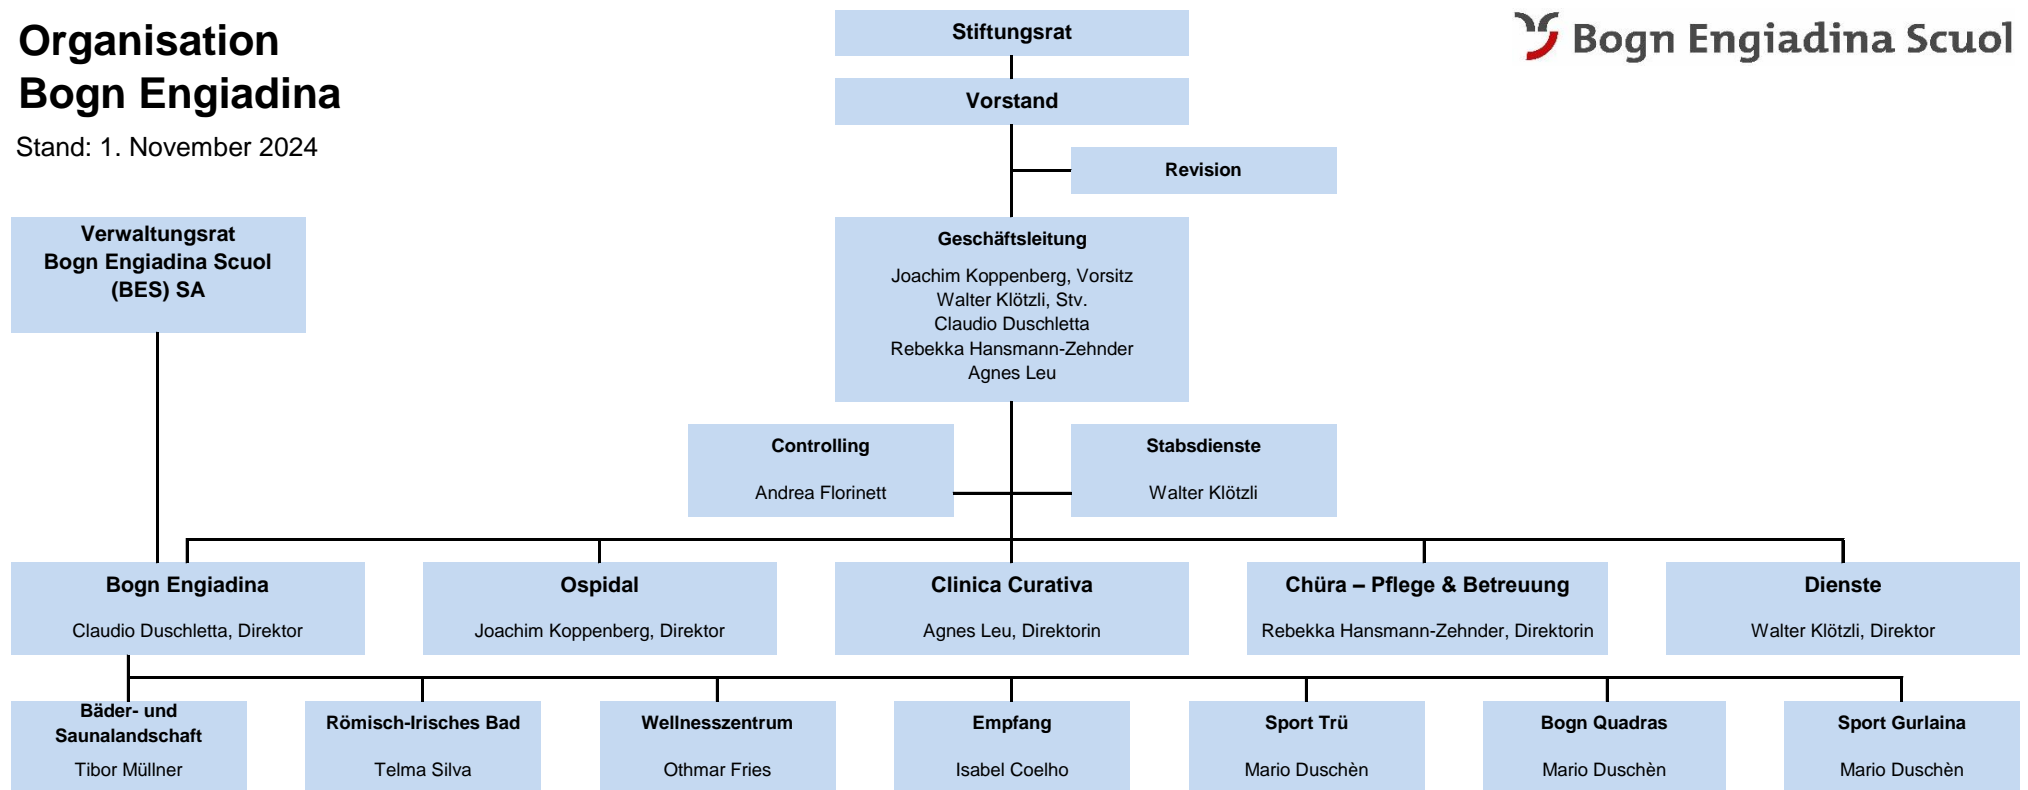 Organisation
Bogn Engiadina
Stand: 1. November 2024
Bogn Engiadina Scuol
Stiftungsrat
Vorstand
Revision
Verwaltungsrat
Bogn Engiadina Scuol
(BES) SA
Geschäftsleitung
Joachim Koppenberg, Vorsitz
Walter Klötzli, Stv.
Claudio Duschletta
Rebekka Hansmann-Zehnder
Agnes Leu
Controlling
Andrea Florinett
Stabsdienste
Walter Klötzli
Bogn Engiadina
Claudio Duschletta, Direktor
Ospidal
Joachim Koppenberg, Direktor
Clinica Curativa
Agnes Leu, Direktorin
Chüra – Pflege & Betreuung
Rebekka Hansmann-Zehnder, Direktorin
Dienste
Walter Klötzli, Direktor
Bäder- und
Saunalandschaft
Tibor Müllner
Römisch-Irisches Bad
Telma Silva
Wellnesszentrum
Othmar Fries
Empfang
Isabel Coelho
Sport Trü
Mario Duschèn
Bogn Quadras
Mario Duschèn
Sport Gurlaina
Mario Duschèn